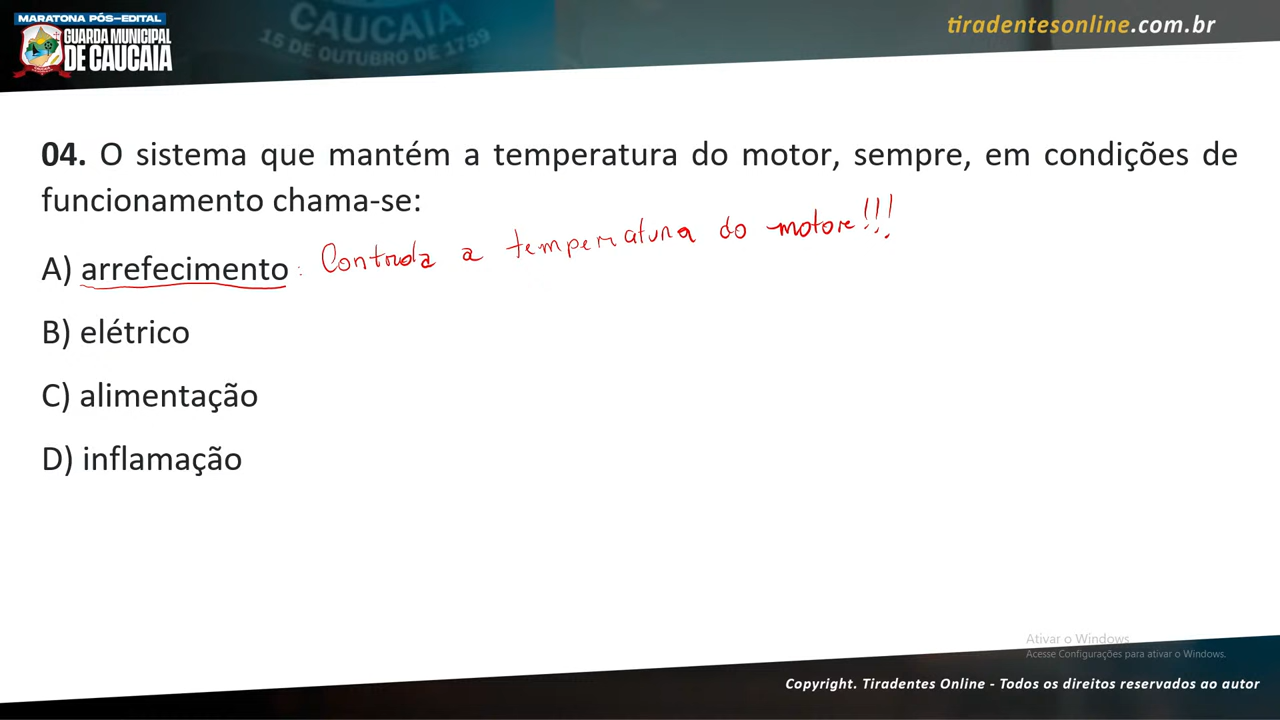 MARATONA PÓS-EDITAL
GUARDA MUNICIPAL
DE CAUCAIA
CAUCAIA
15 DE OUTUBRO DE 1759
tiradentesonline.com.br
04. O sistema que mantém a temperatura do motor, sempre, em condições de
funcionamento chama-se:
A) arrefecimento : Controla a temperatura do motor!!!
B) elétrico
C) alimentação
D) inflamação
Ativar o Windows
Acesse Configurações para ativar o Windows.
Copyright. Tiradentes Online - Todos os direitos reservados ao autor